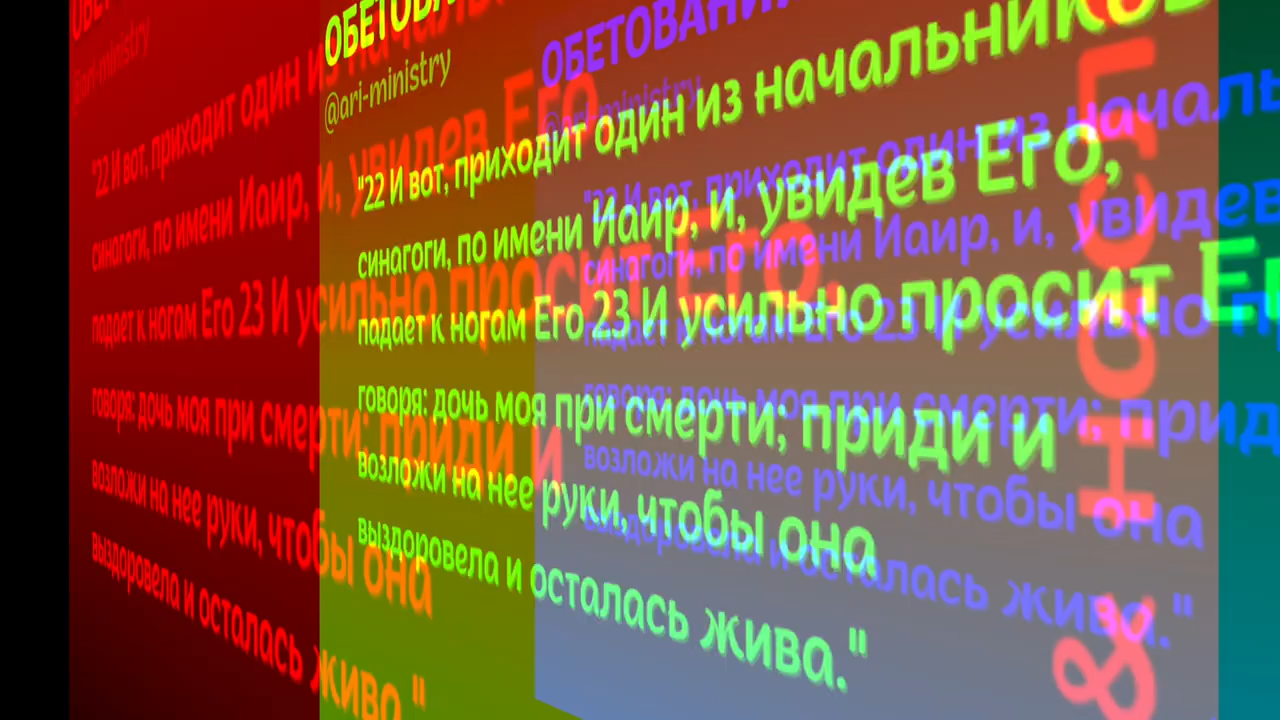 ОБЕТОВАНИ
@ari-ministry
"22 И вот, приходит один из начальников
синагоги, по имени Иаир, и, увидев Его,
падает к ногам Его 23 И усильно просит Его,
говоря: дочь моя при смерти; приди и
возложи на нее руки, чтобы она
выздоровела и осталась жива."